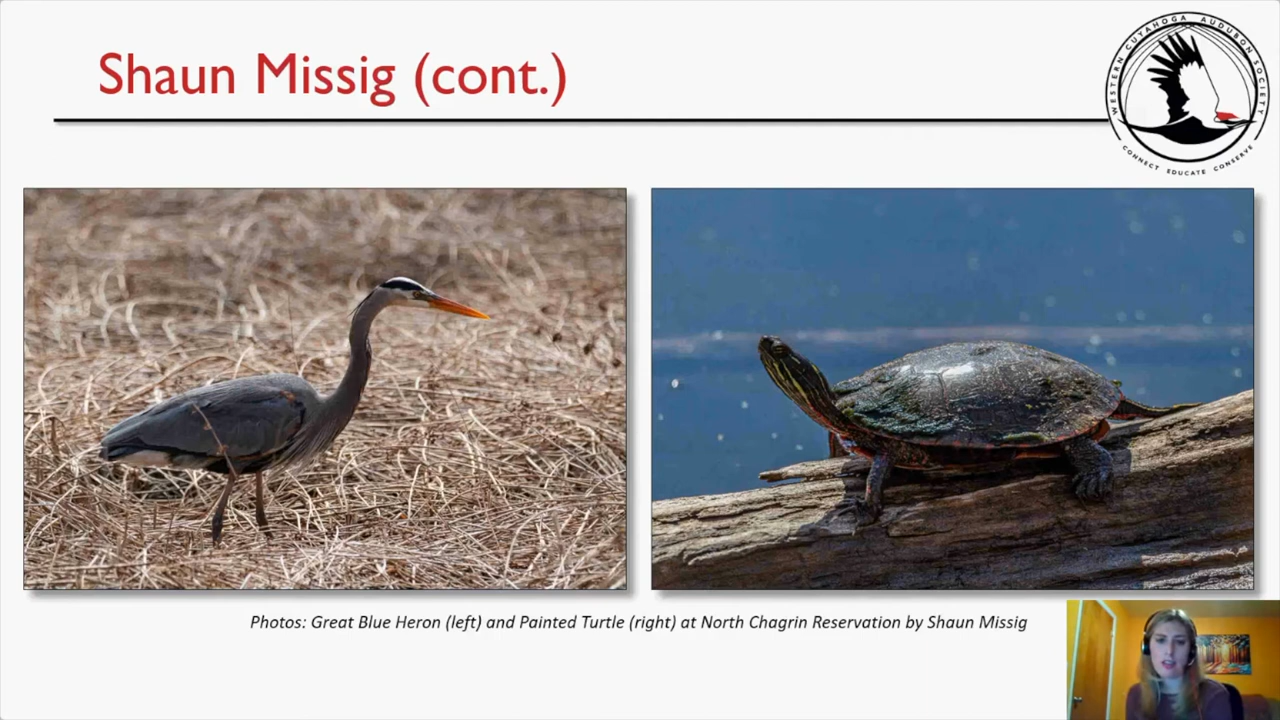 Shaun Missig (cont.)
WESTERN CUYAHOGA AUDUBON SOCIETY
CONNECT EDUCATE CONSERVE
Photos: Great Blue Heron (left) and Painted Turtle (right) at North Chagrin Reservation by Shaun Missig